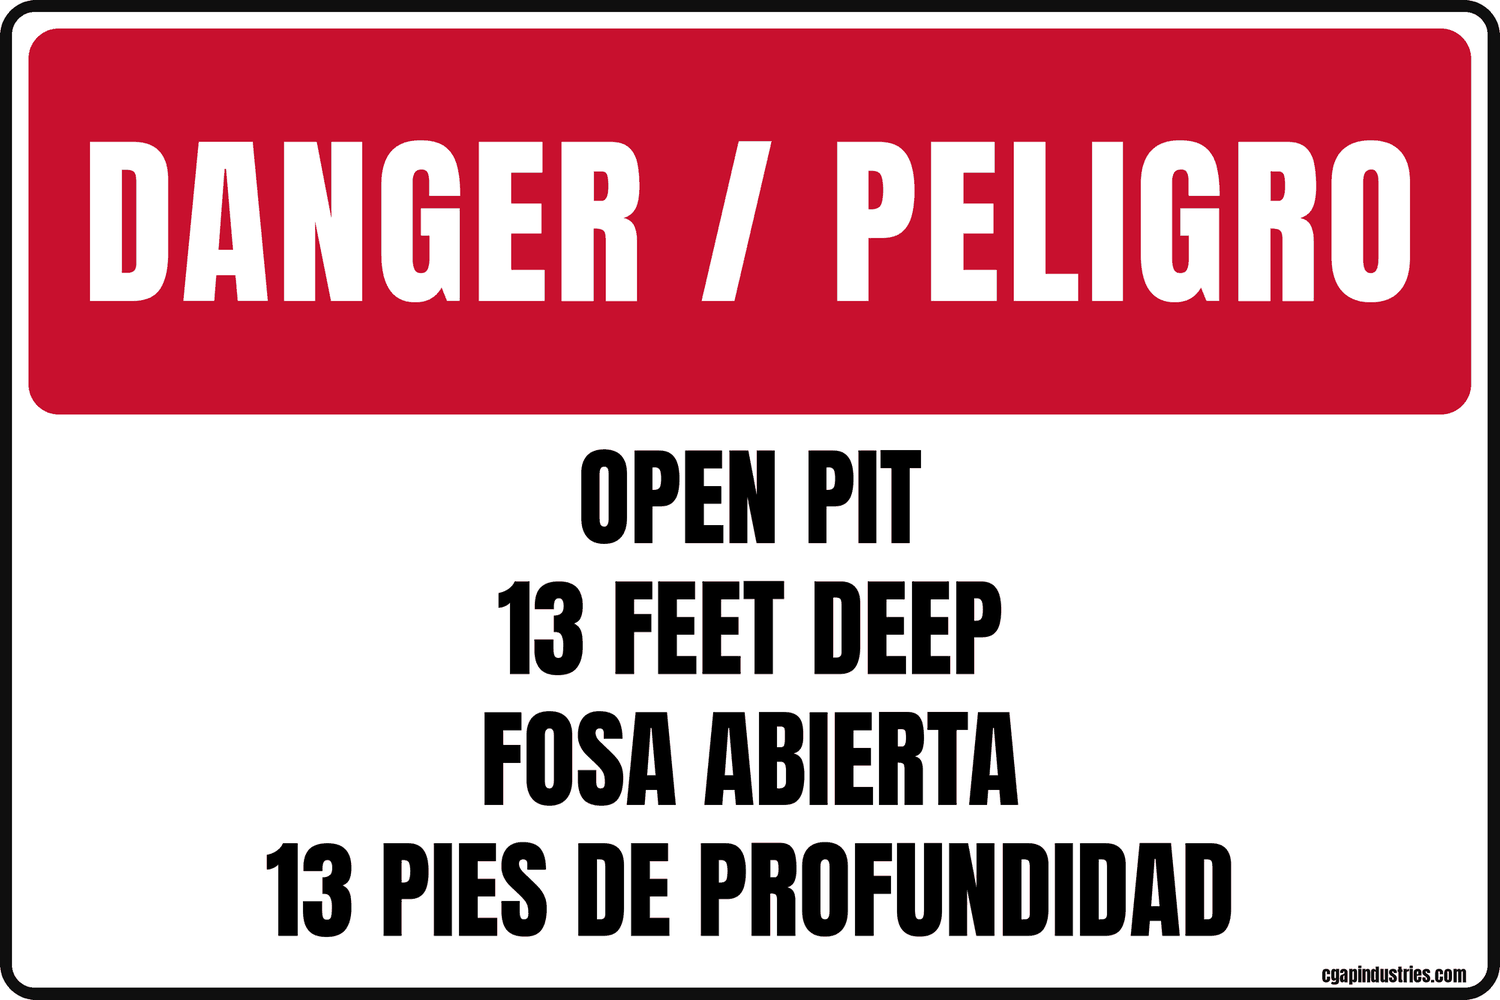 DANGER / PELIGRO
OPEN PIT
13 FEET DEEP
FOSA ABIERTA
13 PIES DE PROFUNDIDAD
cgapindustries.com